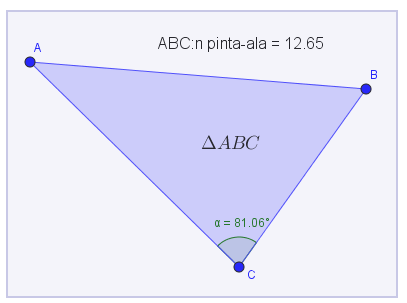 A
ABC:n pinta-ala = 12.65
B
ΔABC
α = 81.06°
C